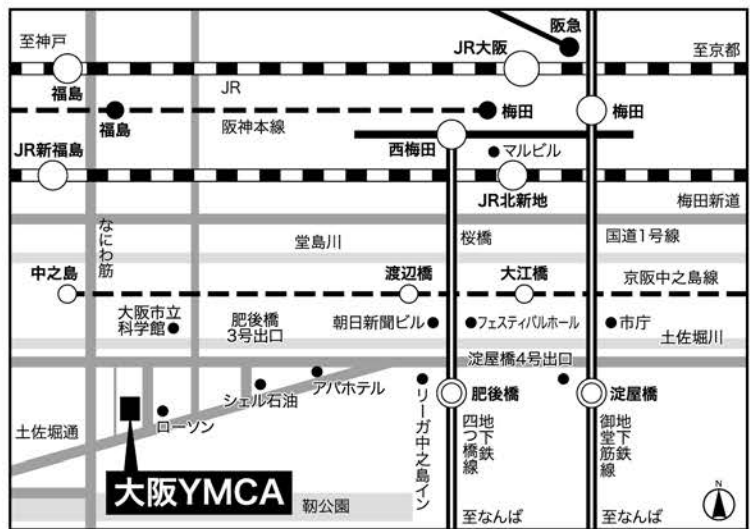 至神戸
阪急
JR大阪
至京都
福島
JR
福島
阪神本線
梅田
梅田
西梅田
マルビル
JR新福島
JR北新地
梅田新道
なにわ筋
堂島川
桜橋
国道1号線
中之島
渡辺橋
大江橋
京阪中之島線
大阪市立
科学館
肥後橋
3号出口
朝日新聞ビル
フェスティバルホール
市庁
土佐堀川
淀屋橋4号出口
シェル石油
アパホテル
リーガ中之島イン
肥後橋
淀屋橋
土佐堀通
ローソン
地下鉄
四つ橋線
地下鉄
御堂筋線
大阪YMCA
靭公園
至なんば
至なんば
N